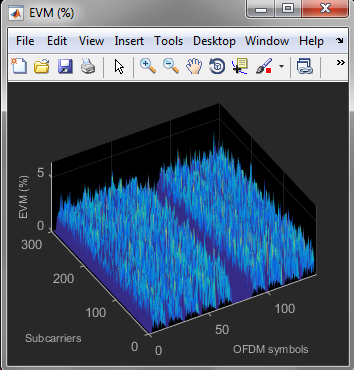 EVM (%)
File Edit View Insert Tools Desktop Window Help
EVM (%)
5
0
300
200
100
0
Subcarriers
0
50
100
OFDM symbols